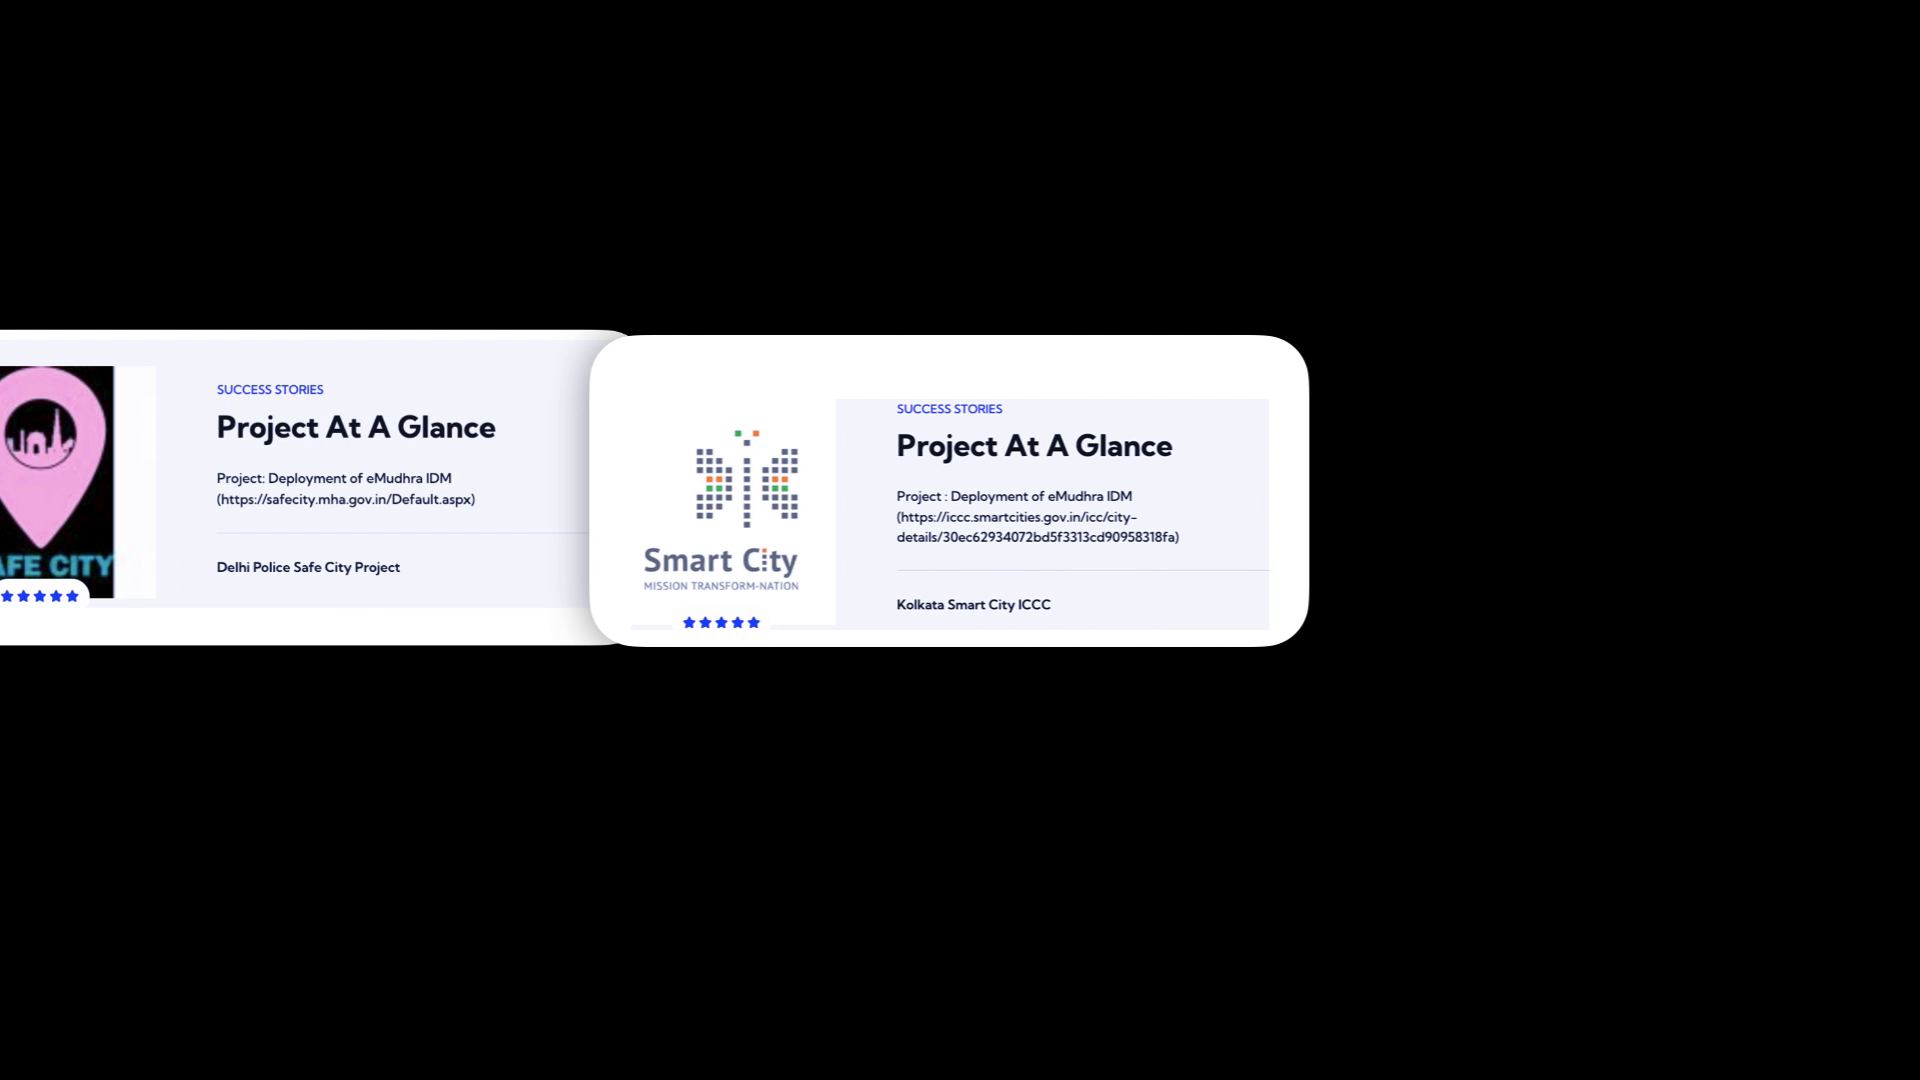 AFE CITY
SUCCESS STORIES
Project At A Glance
Project: Deployment of eMudhra IDM
(https://safecity.mha.gov.in/Default.aspx)
Delhi Police Safe City Project
Smart City
MISSION TRANSFORM-NATION
SUCCESS STORIES
Project At A Glance
Project : Deployment of eMudhra IDM
(https://iccc.smartcities.gov.in/icc/city-
details/30ec62934072bd5f3313cd90958318fa)
Kolkata Smart City ICCC